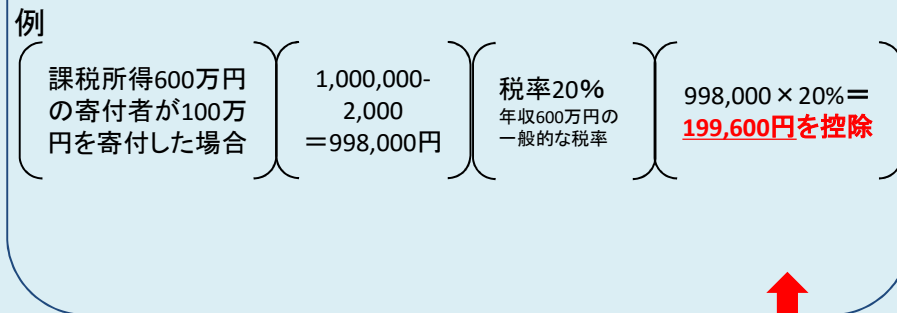 例
課税所得600万円
の寄付者が100万
円を寄付した場合
1,000,000-
2,000
＝998,000円
税率20%
年収600万円の
一般的な税率
998,000×20%＝
199,600円を控除